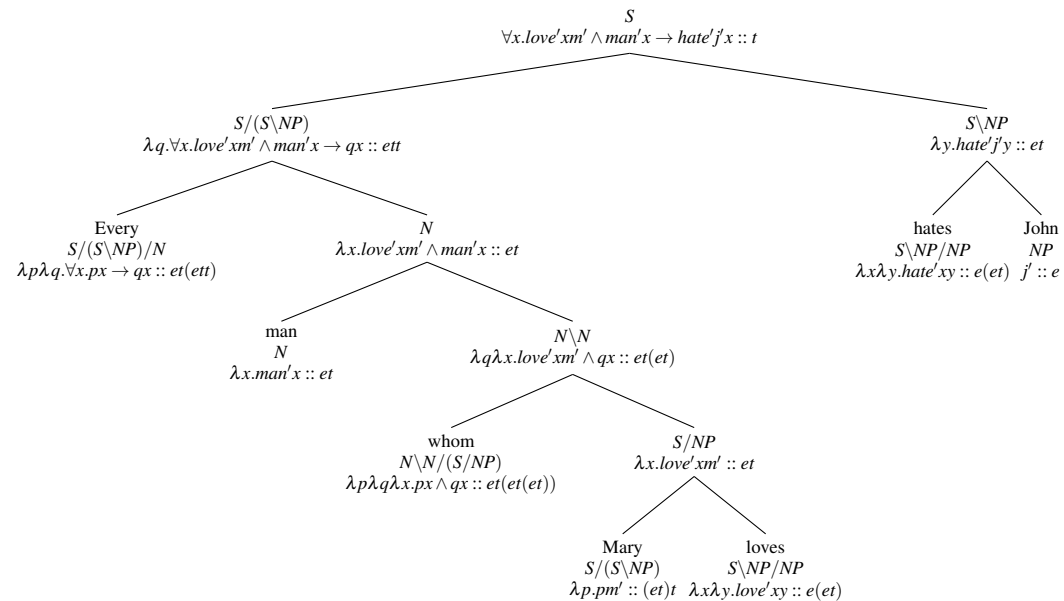 S
∀x.love′xm′ ∧ man′x → hate′j′x :: t
S/(S\NP)
λq.∀x.love′xm′ ∧ man′x → qx :: ett
S\NP
λy.hate′j′y :: et
Every
S/(S\NP)/N
λpλq.∀x.px → qx :: et(ett)
N
λx.love′xm′ ∧ man′x :: et
hates
S\NP/NP
λxλy.hate′xy :: e(et)
John
NP
j′ :: e
man
N
λx.man′x :: et
N\N
λqλx.love′xm′ ∧ qx :: et(et)
whom
N\N/(S/NP)
λpλqλx.px ∧ qx :: et(et(et))
S/NP
λx.love′xm′ :: et
Mary
S/(S\NP)
λp.pm′ :: (et)t
loves
S\NP/NP
λxλy.love′xy :: e(et)